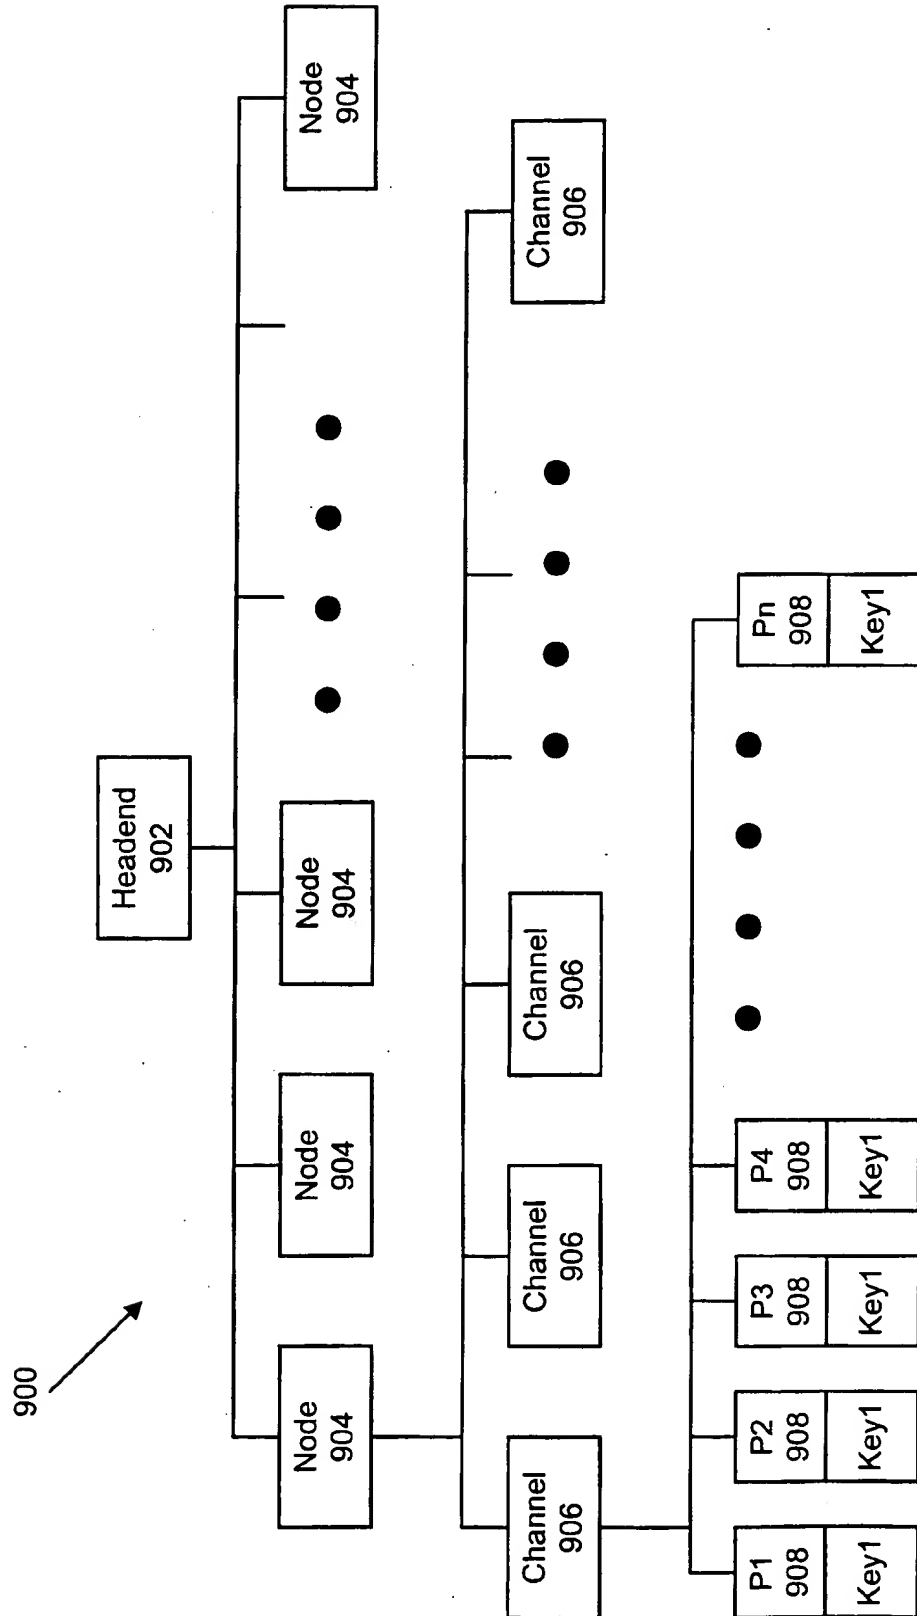 900
Headend
902
Node
904
Node
904
Node
904
Node
904
Channel
906
Channel
906
Channel
906
Channel
906
P1
908
Key1
P2
908
Key1
P3
908
Key1
P4
908
Key1
Pn
908
Key1